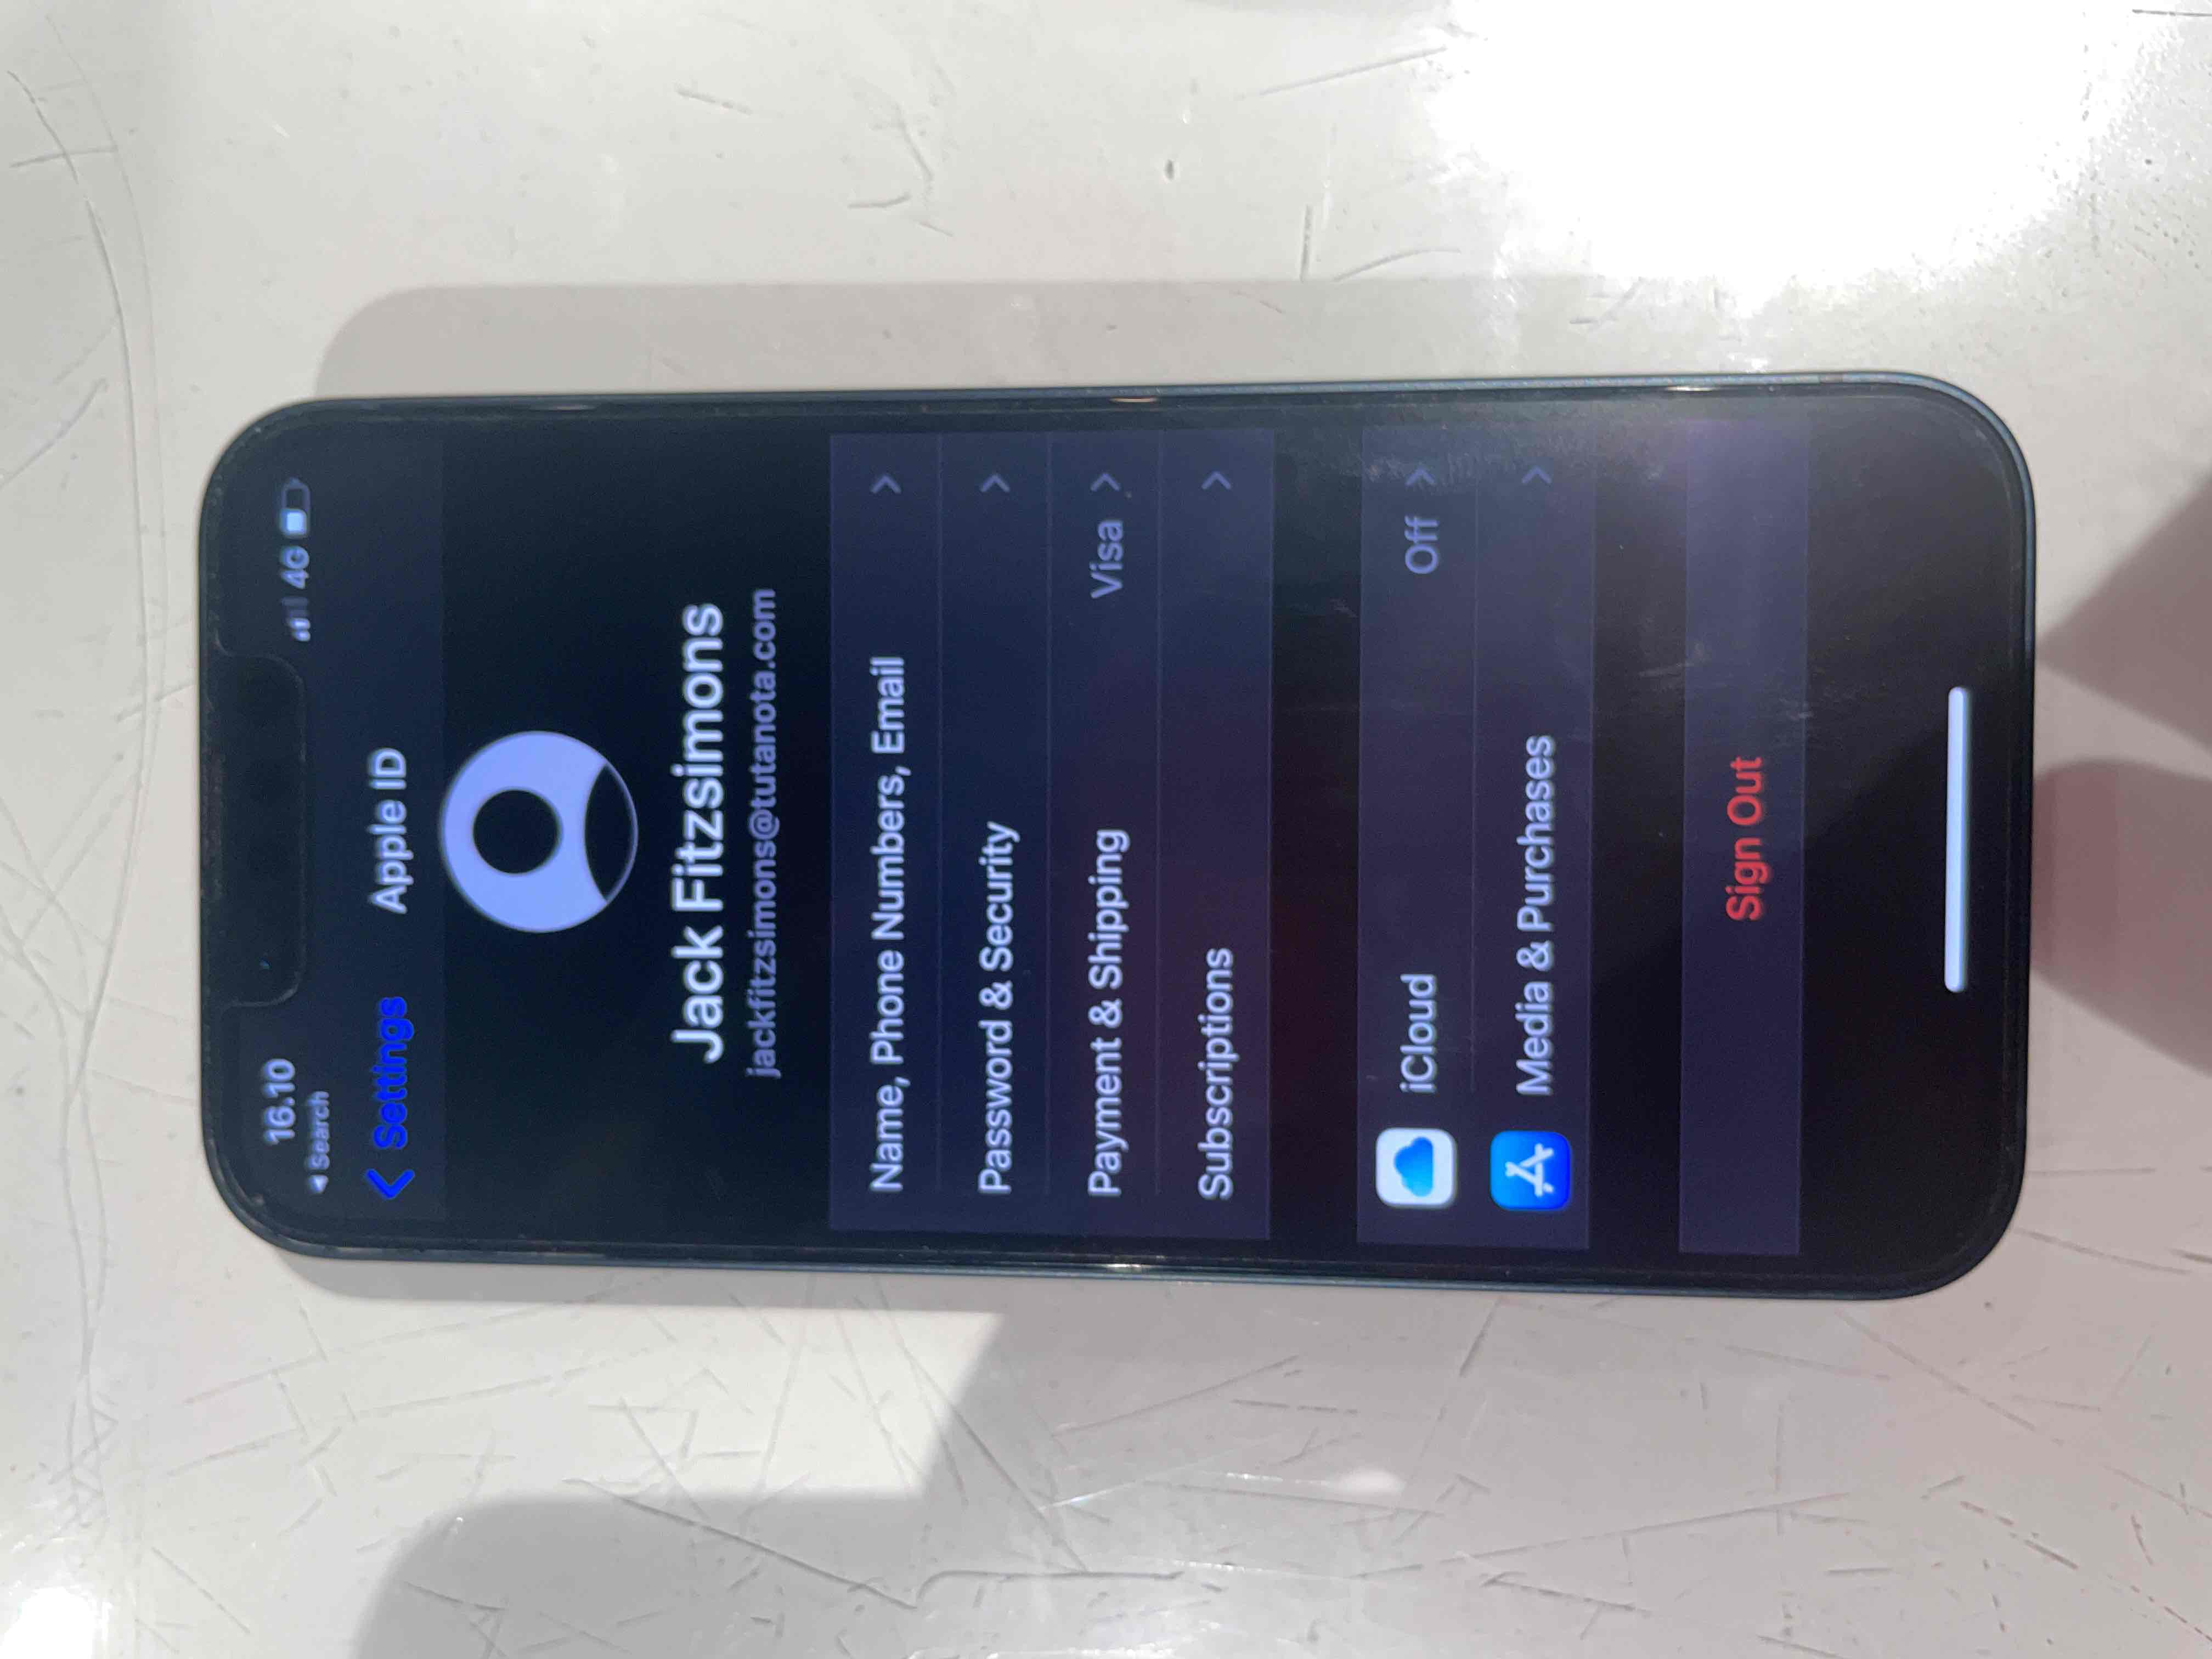 16.10
4G
Search
Settings
Apple ID
Jack Fitzsimons
jackfitzsimons@tutanota.com
Name, Phone Numbers, Email
Password & Security
Payment & Shipping Visa
Subscriptions
iCloud Off
Media & Purchases
Sign Out